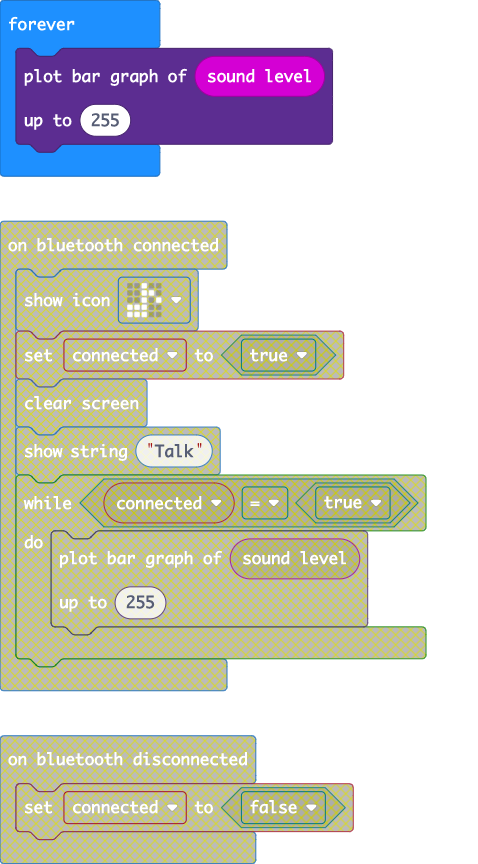 forever
plot bar graph of sound level
up to 255
on bluetooth connected
show icon
set connected to true
clear screen
show string "Talk"
while connected = true
do
plot bar graph of sound level
up to 255
on bluetooth disconnected
set connected to false